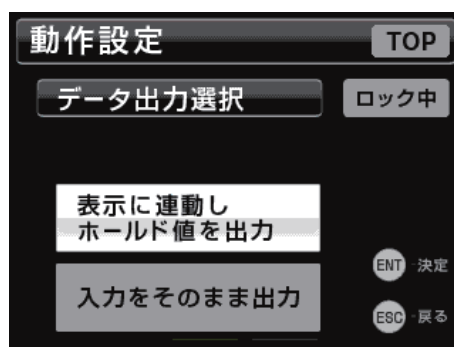 動作設定 TOP
データ出力選択 ロック中
表示に連動し
ホールド値を出力
ENT -決定
入力をそのまま出力
ESC -戻る